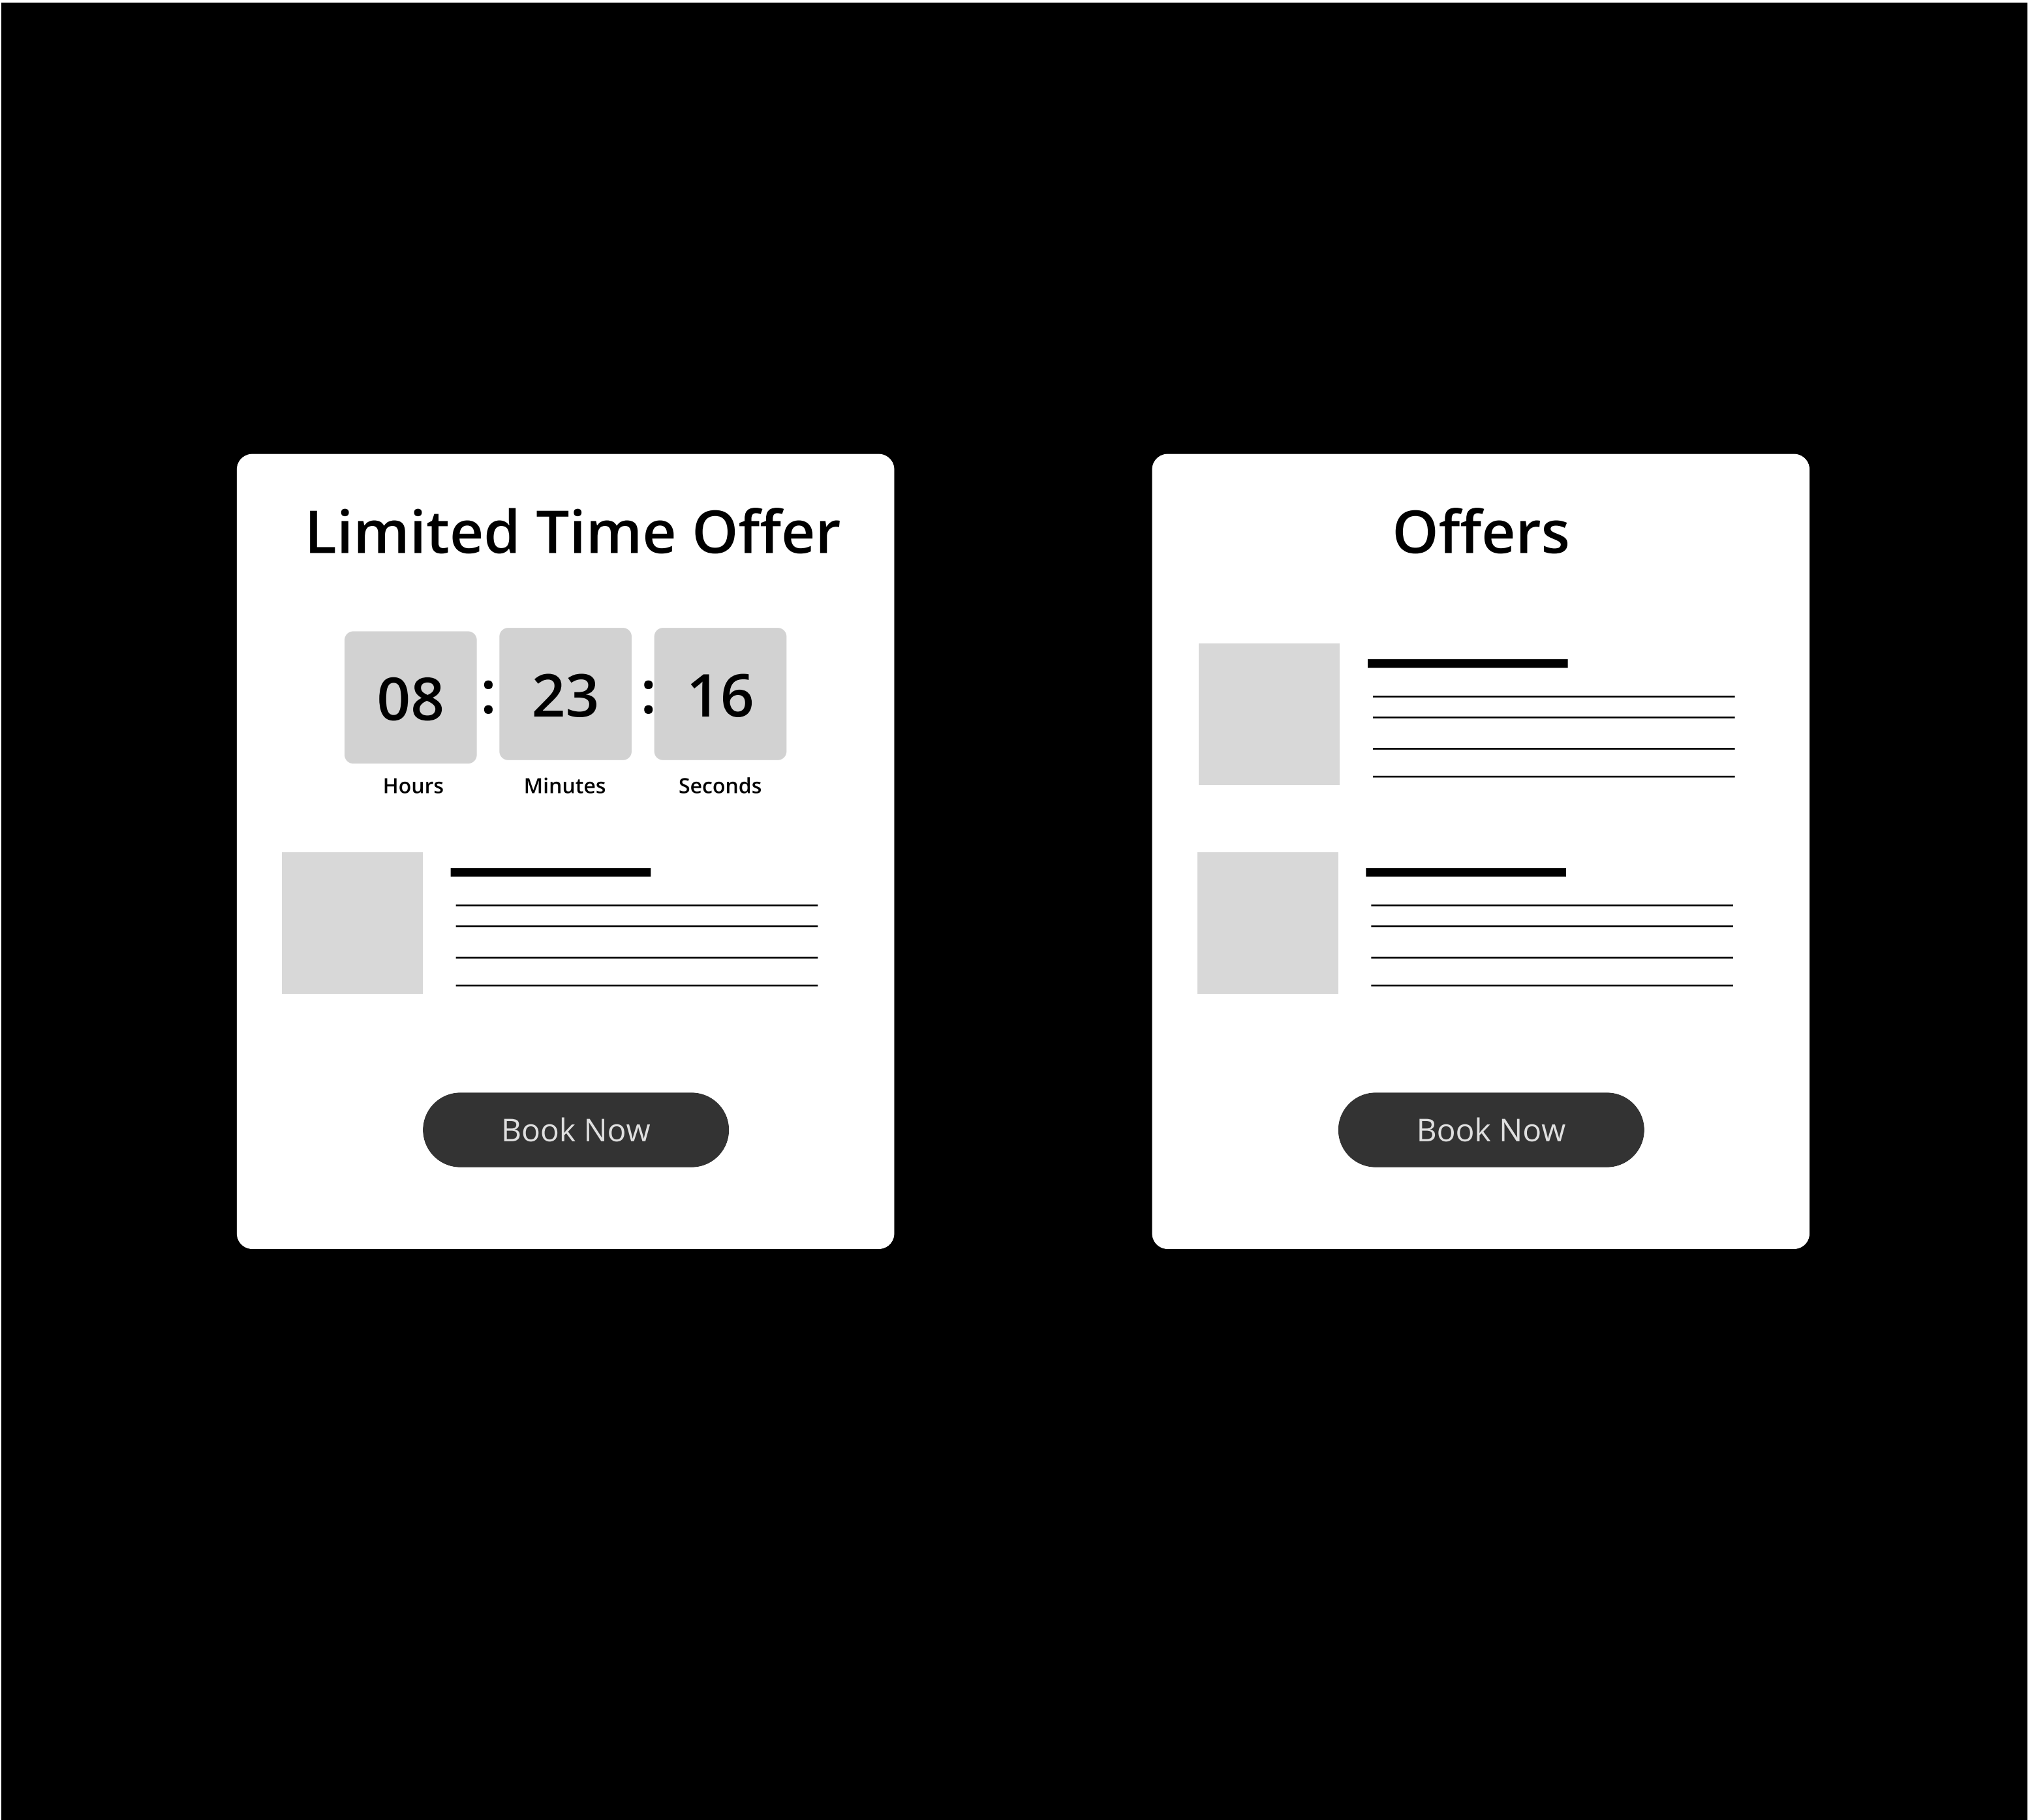 Limited Time Offer
08 : 23 : 16
Hours Minutes Seconds
Book Now
Offers
Book Now